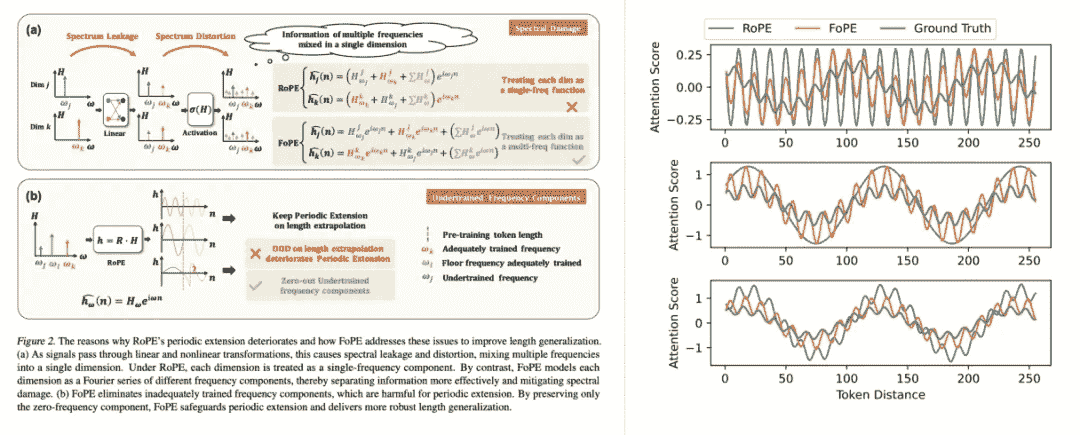 (a)
Spectrum Leakage
Spectrum Distortion
Information of multiple frequencies
mixed in a single dimension
Spectral Damage
Dim j
H
ω_j
ω
Dim k
H
ω_k
ω
Linear
σ(H)
Activation
RoPE
Treating each dim as
a single-freq function
FoPE
Treating each dim as
a multi-freq function
(b)
Undertrained Frequency Components
H
ω_j ω_l ω_k
ω
h = R · H
RoPE
h
n
h
n
h
?
n
Keep Periodic Extension
on length extrapolation
OOD on length extrapolation
deteriorates Periodic Extension
Zero-out Undertrained
frequency components
Pre-training token length
ω_k Adequately trained frequency
Floor frequency adequately trained
ω_j Undertrained frequency
Figure 2. The reasons why RoPE's periodic extension deteriorates and how FoPE addresses these issues to improve length generalization.
(a) As signals pass through linear and nonlinear transformations, this causes spectral leakage and distortion, mixing multiple frequencies
into a single dimension. Under RoPE, each dimension is treated as a single-frequency component. By contrast, FoPE models each
dimension as a Fourier series of different frequency components, thereby separating information more effectively and mitigating spectral
damage. (b) FoPE eliminates inadequately trained frequency components, which are harmful for periodic extension. By preserving only
the zero-frequency component, FoPE safeguards periodic extension and delivers more robust length generalization.
RoPE FoPE Ground Truth
Attention Score
0.25
0.00
−0.25
0 50 100 150 200 250
Attention Score
1
0
−1
0 50 100 150 200 250
Attention Score
1
0
−1
0 50 100 150 200 250
Token Distance